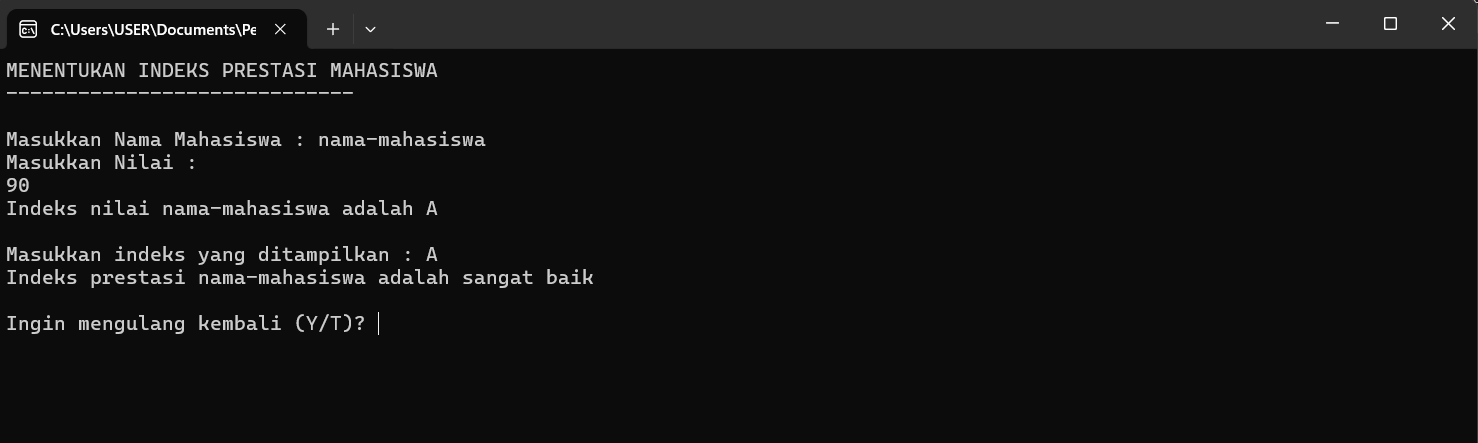 C:\Users\USER\Documents\Pe
MENENTUKAN INDEKS PRESTASI MAHASISWA
-----------------------------
Masukkan Nama Mahasiswa : nama-mahasiswa
Masukkan Nilai :
90
Indeks nilai nama-mahasiswa adalah A
Masukkan indeks yang ditampilkan : A
Indeks prestasi nama-mahasiswa adalah sangat baik
Ingin mengulang kembali (Y/T)?